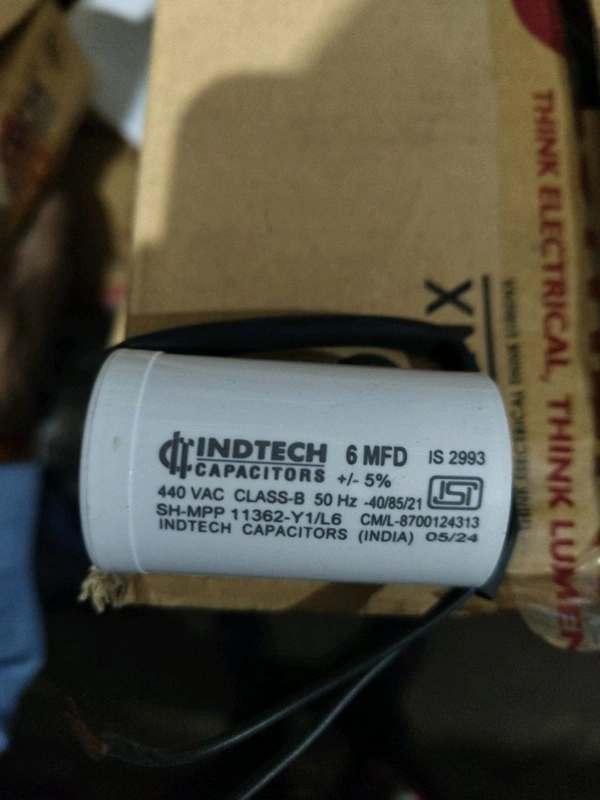 INDTECH
CAPACITORS
6 MFD
+/- 5%
IS 2993
440 VAC CLASS-B 50 Hz -40/85/21
ISI
SH-MPP 11362-Y1/L6 CM/L-8700124313
INDTECH CAPACITORS (INDIA) 05/24
X
THINK ELECTRICAL, THINK LUMEN